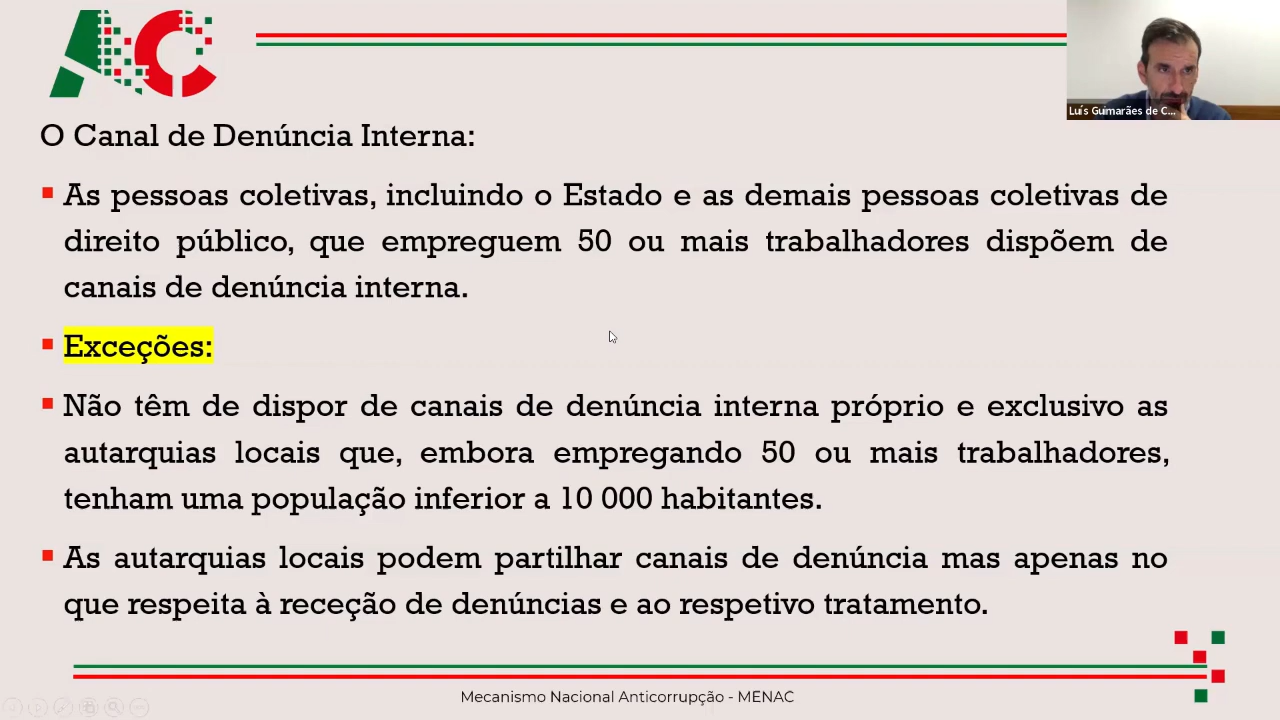 AC
Luís Guimarães de C...
O Canal de Denúncia Interna:
As pessoas coletivas, incluindo o Estado e as demais pessoas coletivas de
direito público, que empreguem 50 ou mais trabalhadores dispõem de
canais de denúncia interna.
Exceções:
Não têm de dispor de canais de denúncia interna próprio e exclusivo as
autarquias locais que, embora empregando 50 ou mais trabalhadores,
tenham uma população inferior a 10 000 habitantes.
As autarquias locais podem partilhar canais de denúncia mas apenas no
que respeita à receção de denúncias e ao respetivo tratamento.
Mecanismo Nacional Anticorrupção - MENAC